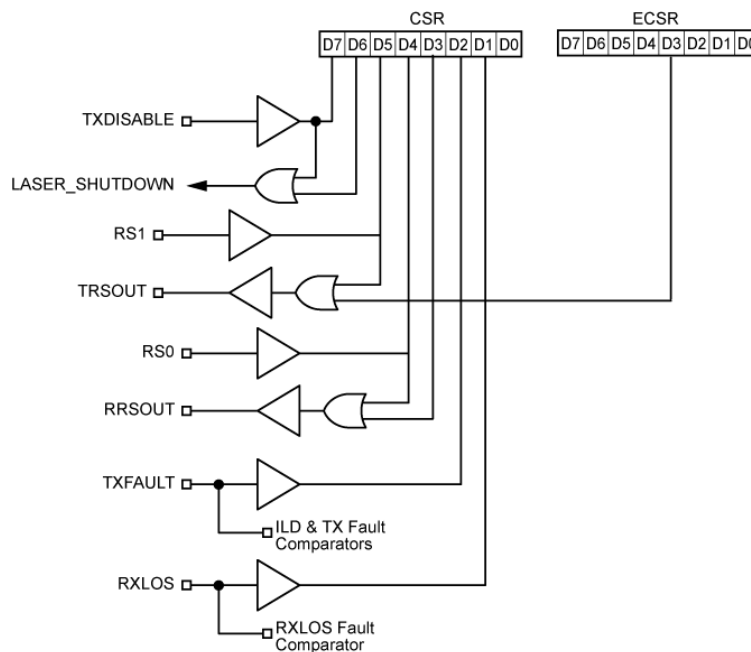 CSR
ECSR
D7 D6 D5 D4 D3 D2 D1 D0
D7 D6 D5 D4 D3 D2 D1 D0
TXDISABLE
LASER_SHUTDOWN
RS1
TRSOUT
RS0
RRSOUT
TXFAULT
ILD & TX Fault
Comparators
RXLOS
RXLOS Fault
Comparator